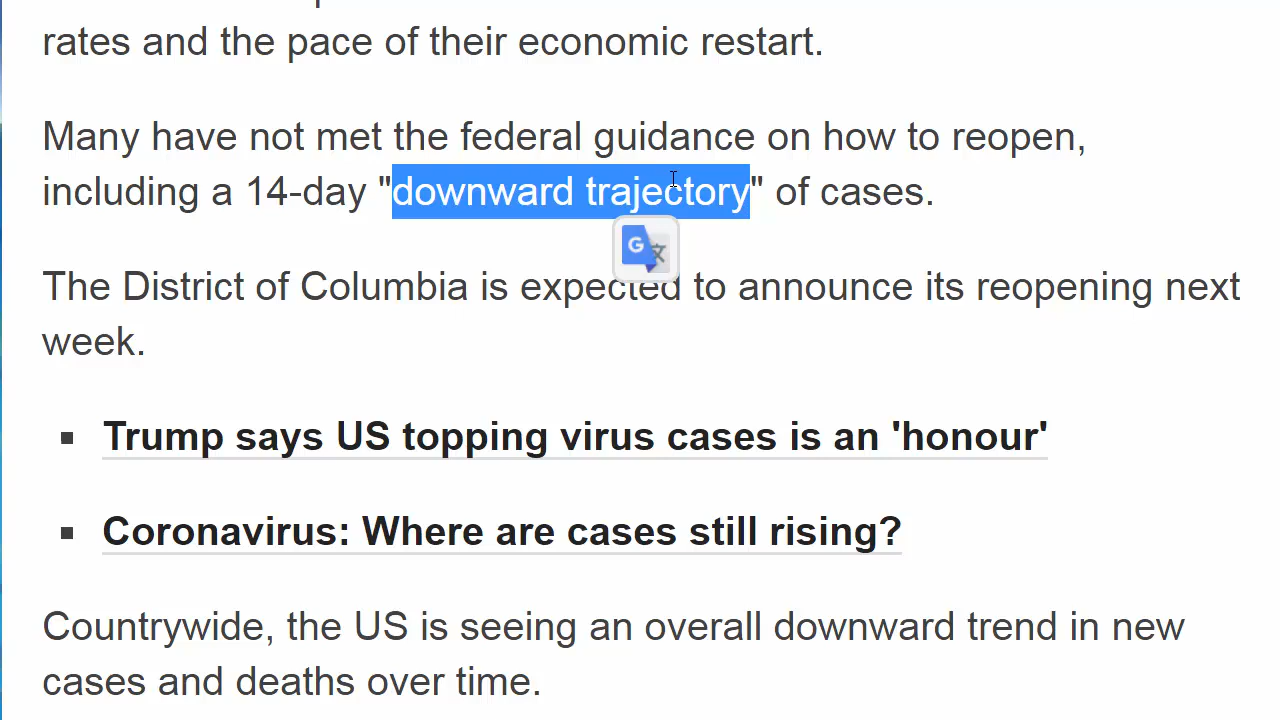 rates and the pace of their economic restart.
Many have not met the federal guidance on how to reopen,
including a 14-day "downward trajectory" of cases.
G文
The District of Columbia is expected to announce its reopening next
week.
Trump says US topping virus cases is an 'honour'
Coronavirus: Where are cases still rising?
Countrywide, the US is seeing an overall downward trend in new
cases and deaths over time.